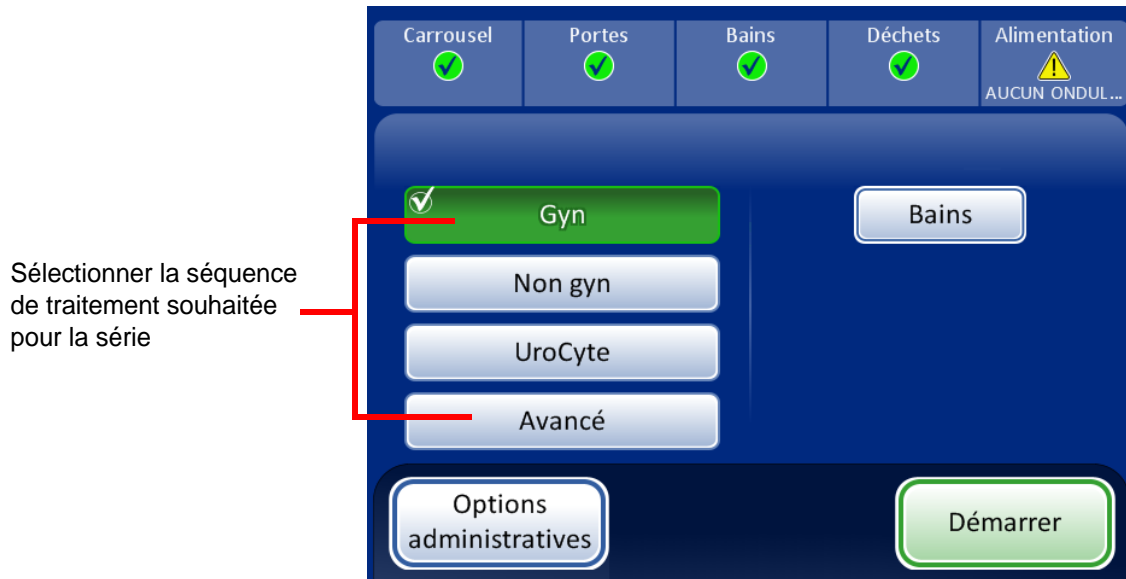 Carrousel
Portes
Bains
Déchets
Alimentation
AUCUN ONDUL...
Gyn
Bains
Non gyn
UroCyte
Avancé
Sélectionner la séquence
de traitement souhaitée
pour la série
Options
administratives
Démarrer